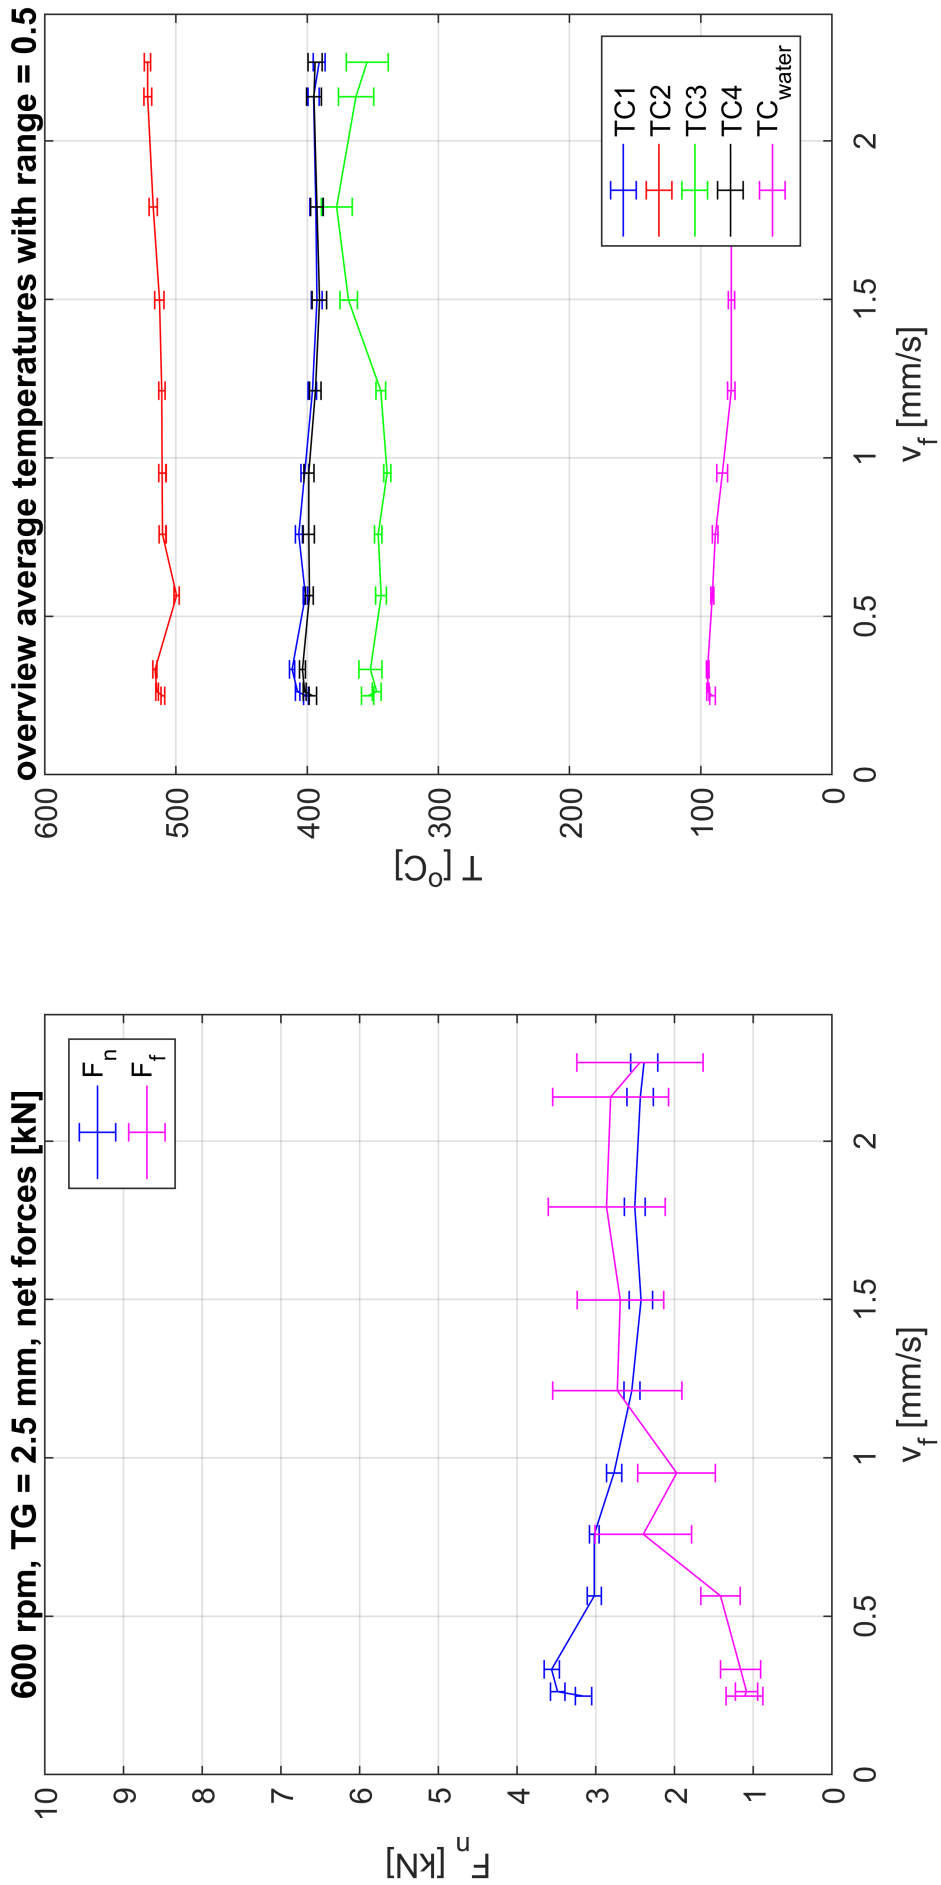 600 rpm, TG = 2.5 mm, net forces [kN]
F_n [kN]
10
9
8
7
6
5
4
3
2
1
0
0
0.5
1
1.5
2
v_f [mm/s]
F_n
F_f
overview average temperatures with range = 0.5
T [°C]
600
500
400
300
200
100
0
0
0.5
1
1.5
2
v_f [mm/s]
TC1
TC2
TC3
TC4
TC_water